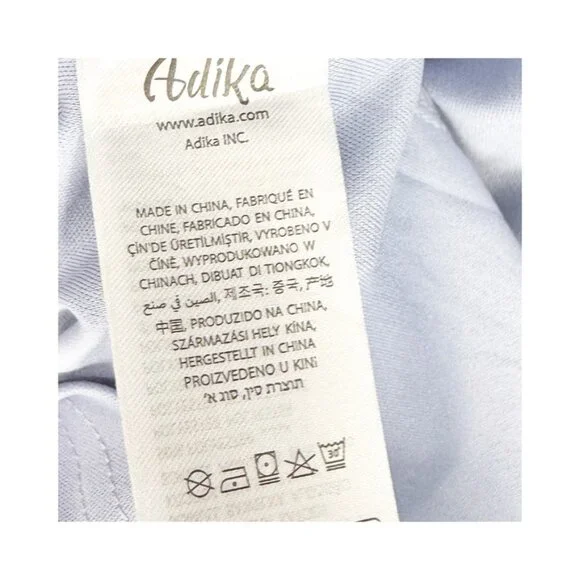 Adika
www.adika.com
Adika INC.
MADE IN CHINA, FABRIQUÉ EN
CHINE, FABRICADO EN CHINA,
ÇİN'DE ÜRETİLMİŞTİR, VYROBENO V
ČÍNĚ, WYPRODUKOWANO W
CHINACH, DIBUAT DI TIONGKOK,
صنع في الصين, 제조국: 중국, 产地
中国, PRODUZIDO NA CHINA,
SZÁRMAZÁSI HELY KÍNA,
HERGESTELLT IN CHINA
PROIZVEDENO U KINi
תוצרת סין, סוג א'
30°